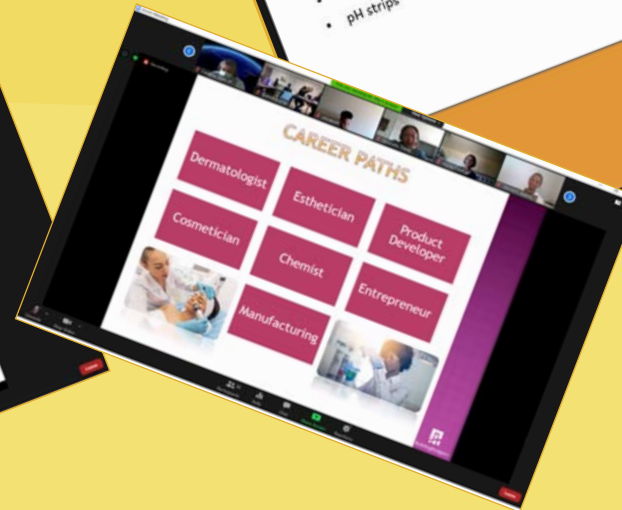 pH strips
CAREER PATHS
Dermatologist
Esthetician
Product
Developer
Cosmetician
Chemist
Entrepreneur
Manufacturing